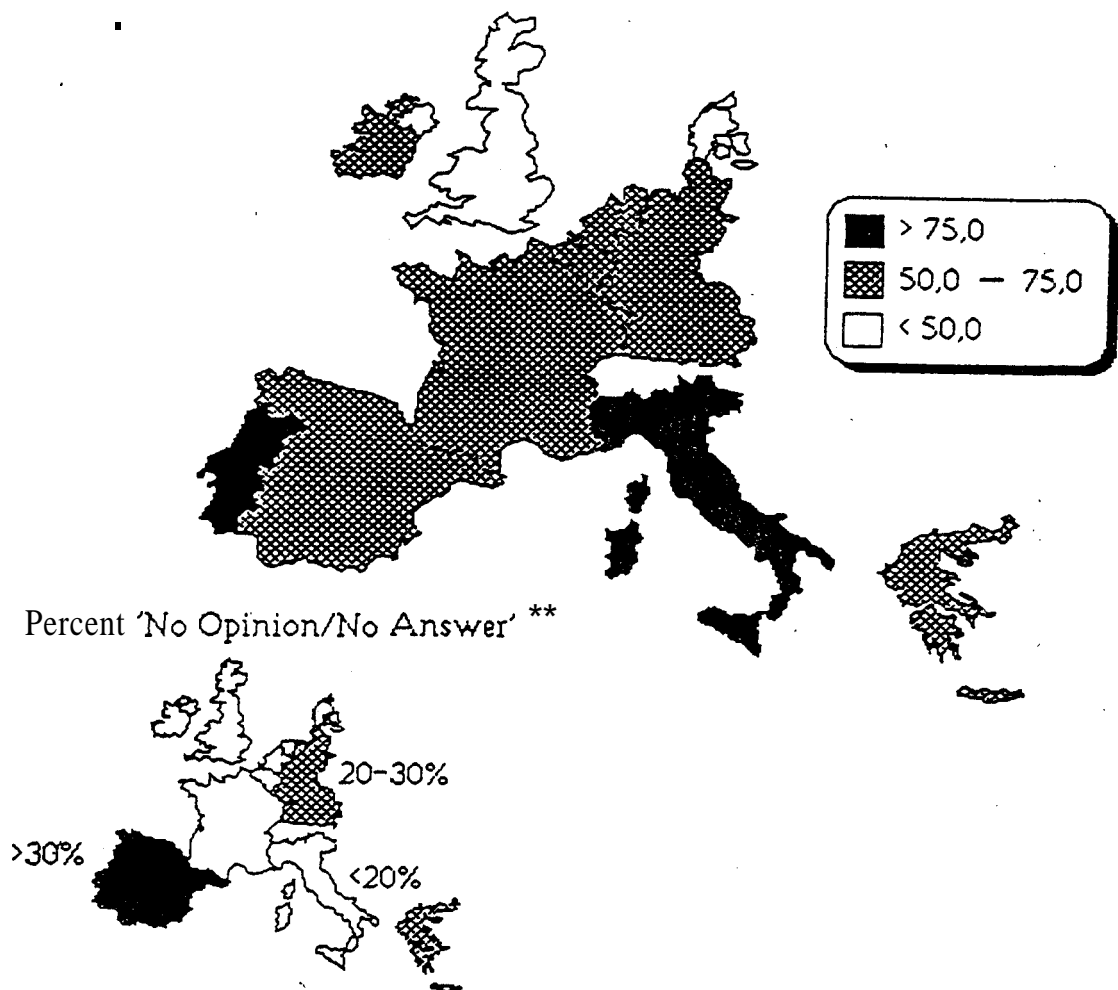 > 75,0
50,0 — 75,0
< 50,0
Percent 'No Opinion/No Answer' **
20-30%
>30%
<20%